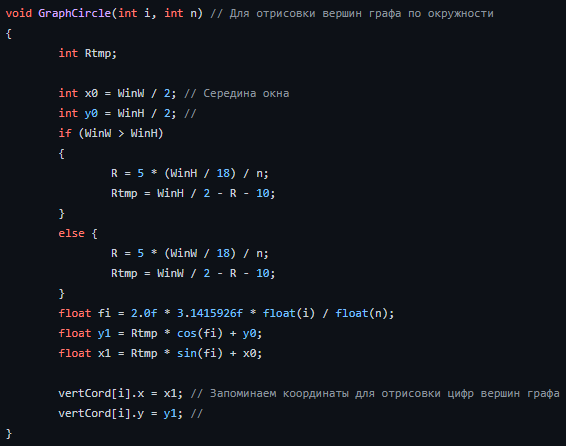 void GraphCircle(int i, int n) // Для отрисовки вершин графа по окружности
{
        int Rtmp;

        int x0 = WinW / 2; // Середина окна
        int y0 = WinH / 2; //
        if (WinW > WinH)
        {
                R = 5 * (WinH / 18) / n;
                Rtmp = WinH / 2 - R - 10;
        }
        else {
                R = 5 * (WinW / 18) / n;
                Rtmp = WinW / 2 - R - 10;
        }
        float fi = 2.0f * 3.1415926f * float(i) / float(n);
        float y1 = Rtmp * cos(fi) + y0;
        float x1 = Rtmp * sin(fi) + x0;

        vertCord[i].x = x1; // Запоминаем координаты для отрисовки цифр вершин графа
        vertCord[i].y = y1; //
}